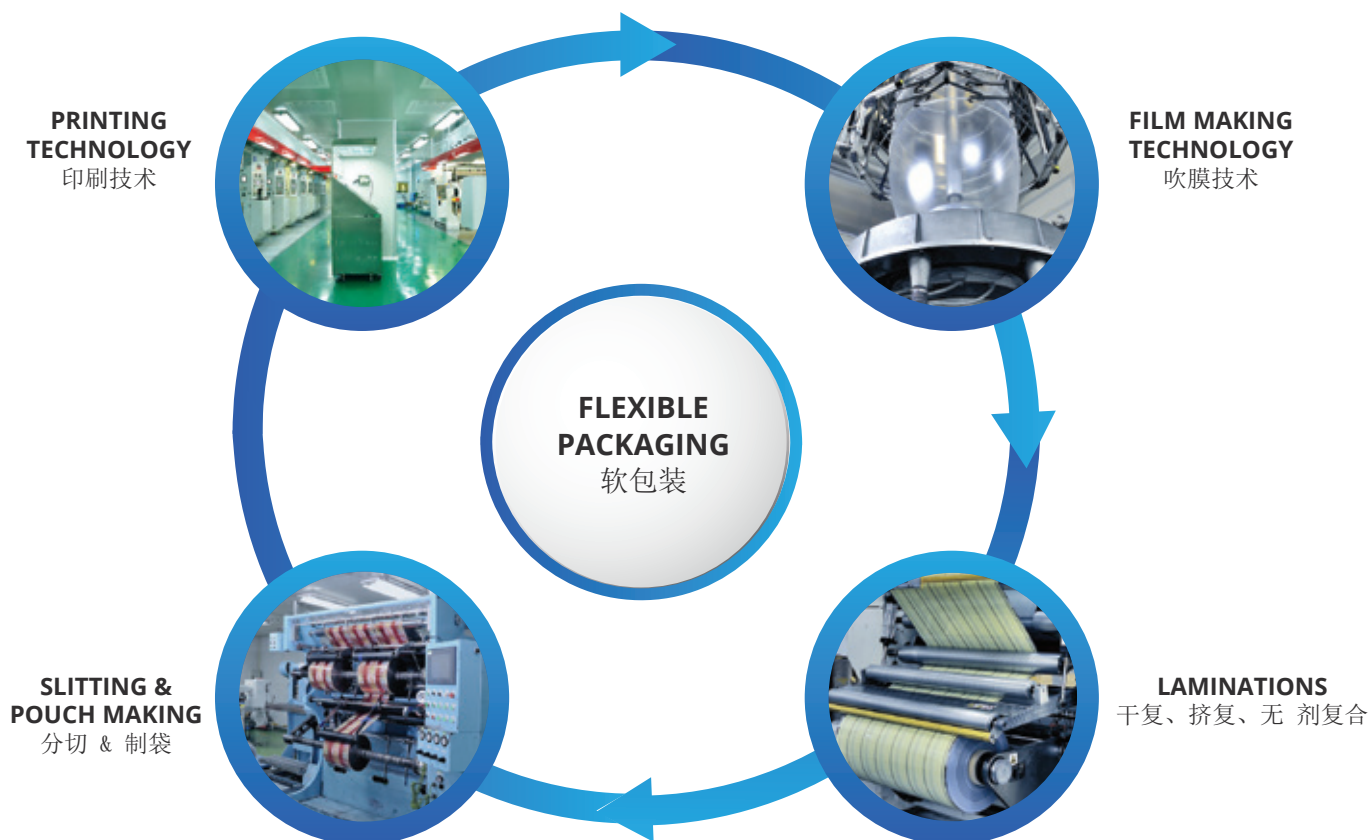 PRINTING
TECHNOLOGY
印刷技术
FILM MAKING
TECHNOLOGY
吹膜技术
FLEXIBLE
PACKAGING
软包装
SLITTING &
POUCH MAKING
分切 & 制袋
LAMINATIONS
干复、挤复、无 剂复合